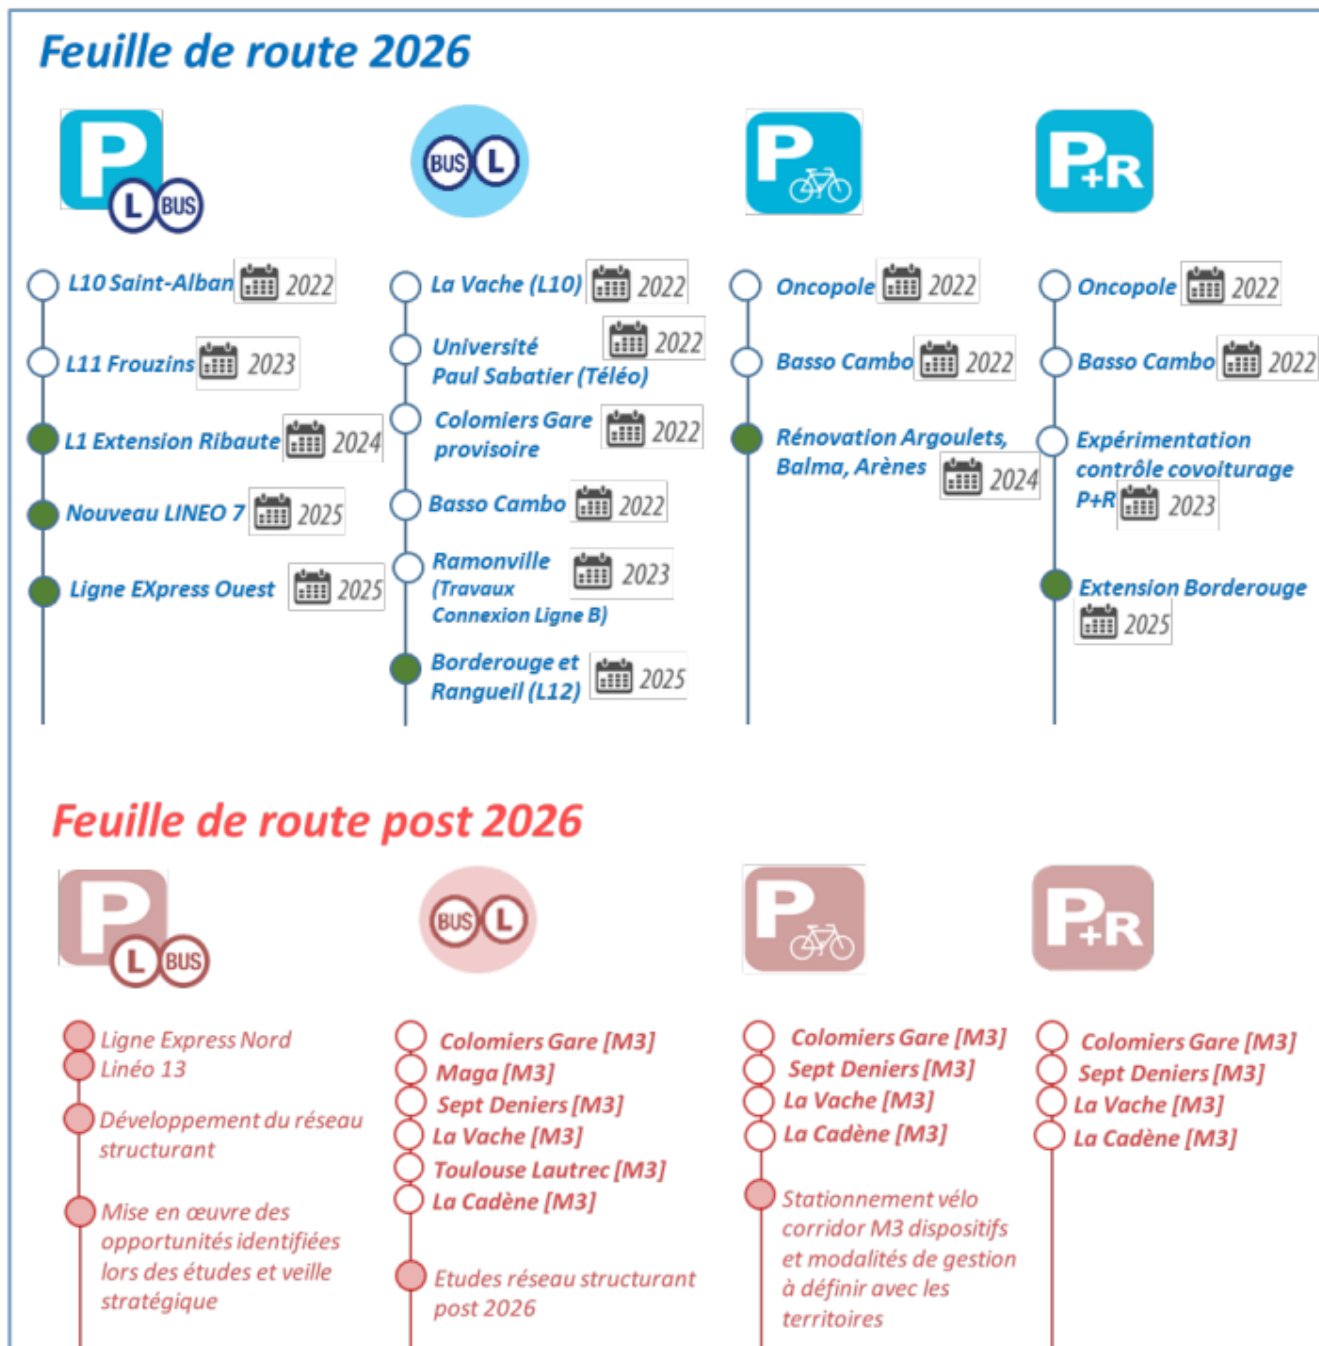 Feuille de route 2026
P
L BUS
L10 Saint-Alban 2022
L11 Frouzins 2023
L1 Extension Ribaute 2024
Nouveau LINEO 7 2025
Ligne EXpress Ouest 2025
BUS L
La Vache (L10) 2022
Université 2022
Paul Sabatier (Téléo)
Colomiers Gare 2022
provisoire
Basso Cambo 2022
Ramonville 2023
(Travaux
Connexion Ligne B)
Borderouge et 2025
Rangueil (L12)
P
Oncopole 2022
Basso Cambo 2022
Rénovation Argoulets,
Balma, Arènes 2024
P+R
Oncopole 2022
Basso Cambo 2022
Expérimentation
contrôle covoiturage
P+R 2023
Extension Borderouge
2025
Feuille de route post 2026
P
L BUS
Ligne Express Nord
Linéo 13
Développement du réseau
structurant
Mise en œuvre des
opportunités identifiées
lors des études et veille
stratégique
BUS L
Colomiers Gare [M3]
Maga [M3]
Sept Deniers [M3]
La Vache [M3]
Toulouse Lautrec [M3]
La Cadène [M3]
Etudes réseau structurant
post 2026
P
Colomiers Gare [M3]
Sept Deniers [M3]
La Vache [M3]
La Cadène [M3]
Stationnement vélo
corridor M3 dispositifs
et modalités de gestion
à définir avec les
territoires
P+R
Colomiers Gare [M3]
Sept Deniers [M3]
La Vache [M3]
La Cadène [M3]